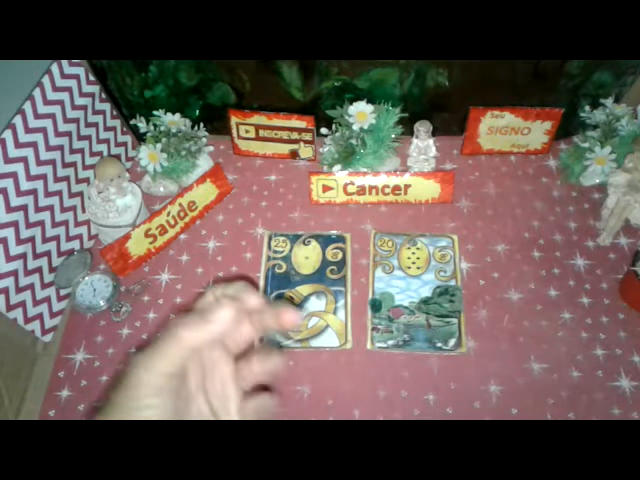 INSCREVA-SE
Seu
SIGNO
Aqui
Cancer
Saúde
25
20